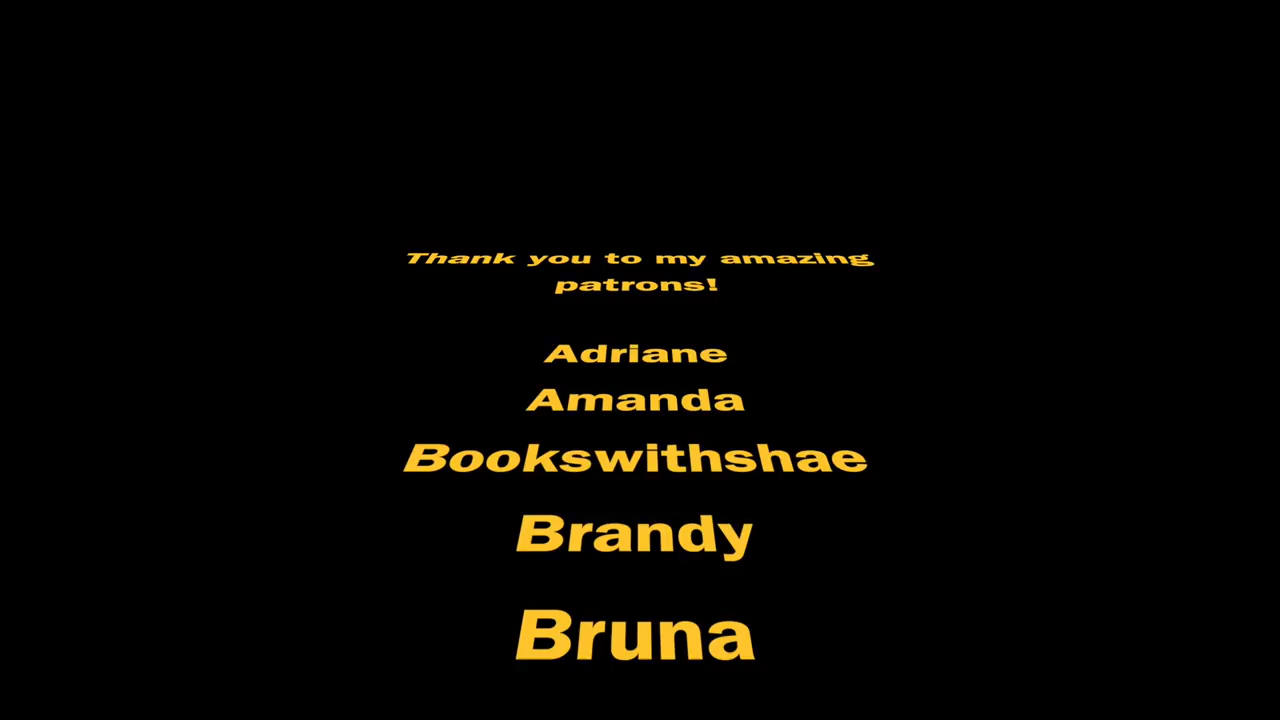 Thank you to my amazing
patrons!
Adriane
Amanda
Bookswithshae
Brandy
Bruna